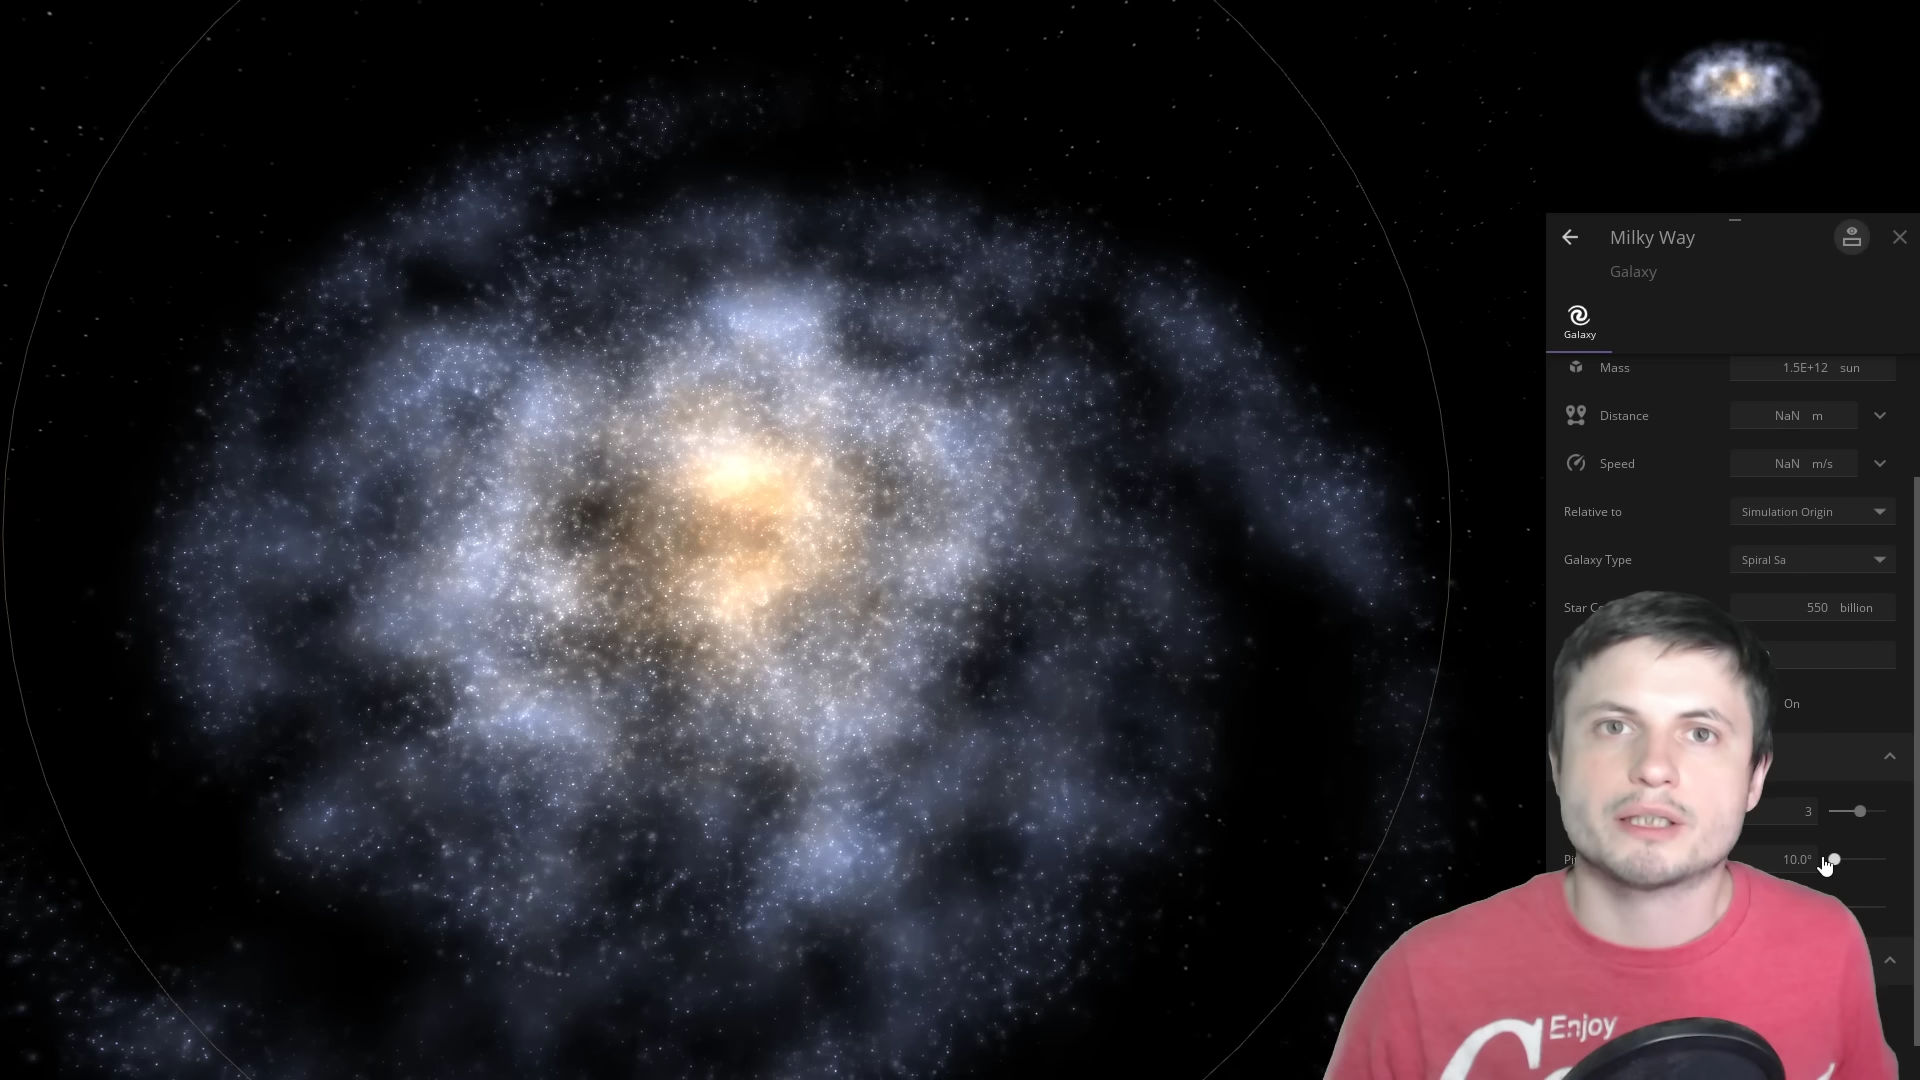 Milky Way
Galaxy
Galaxy
Mass 1.5E+12 sun
Distance NaN m
Speed NaN m/s
Relative to Simulation Origin
Galaxy Type Spiral Sa
Star 550 billion
On
3
10.0°
Enjoy